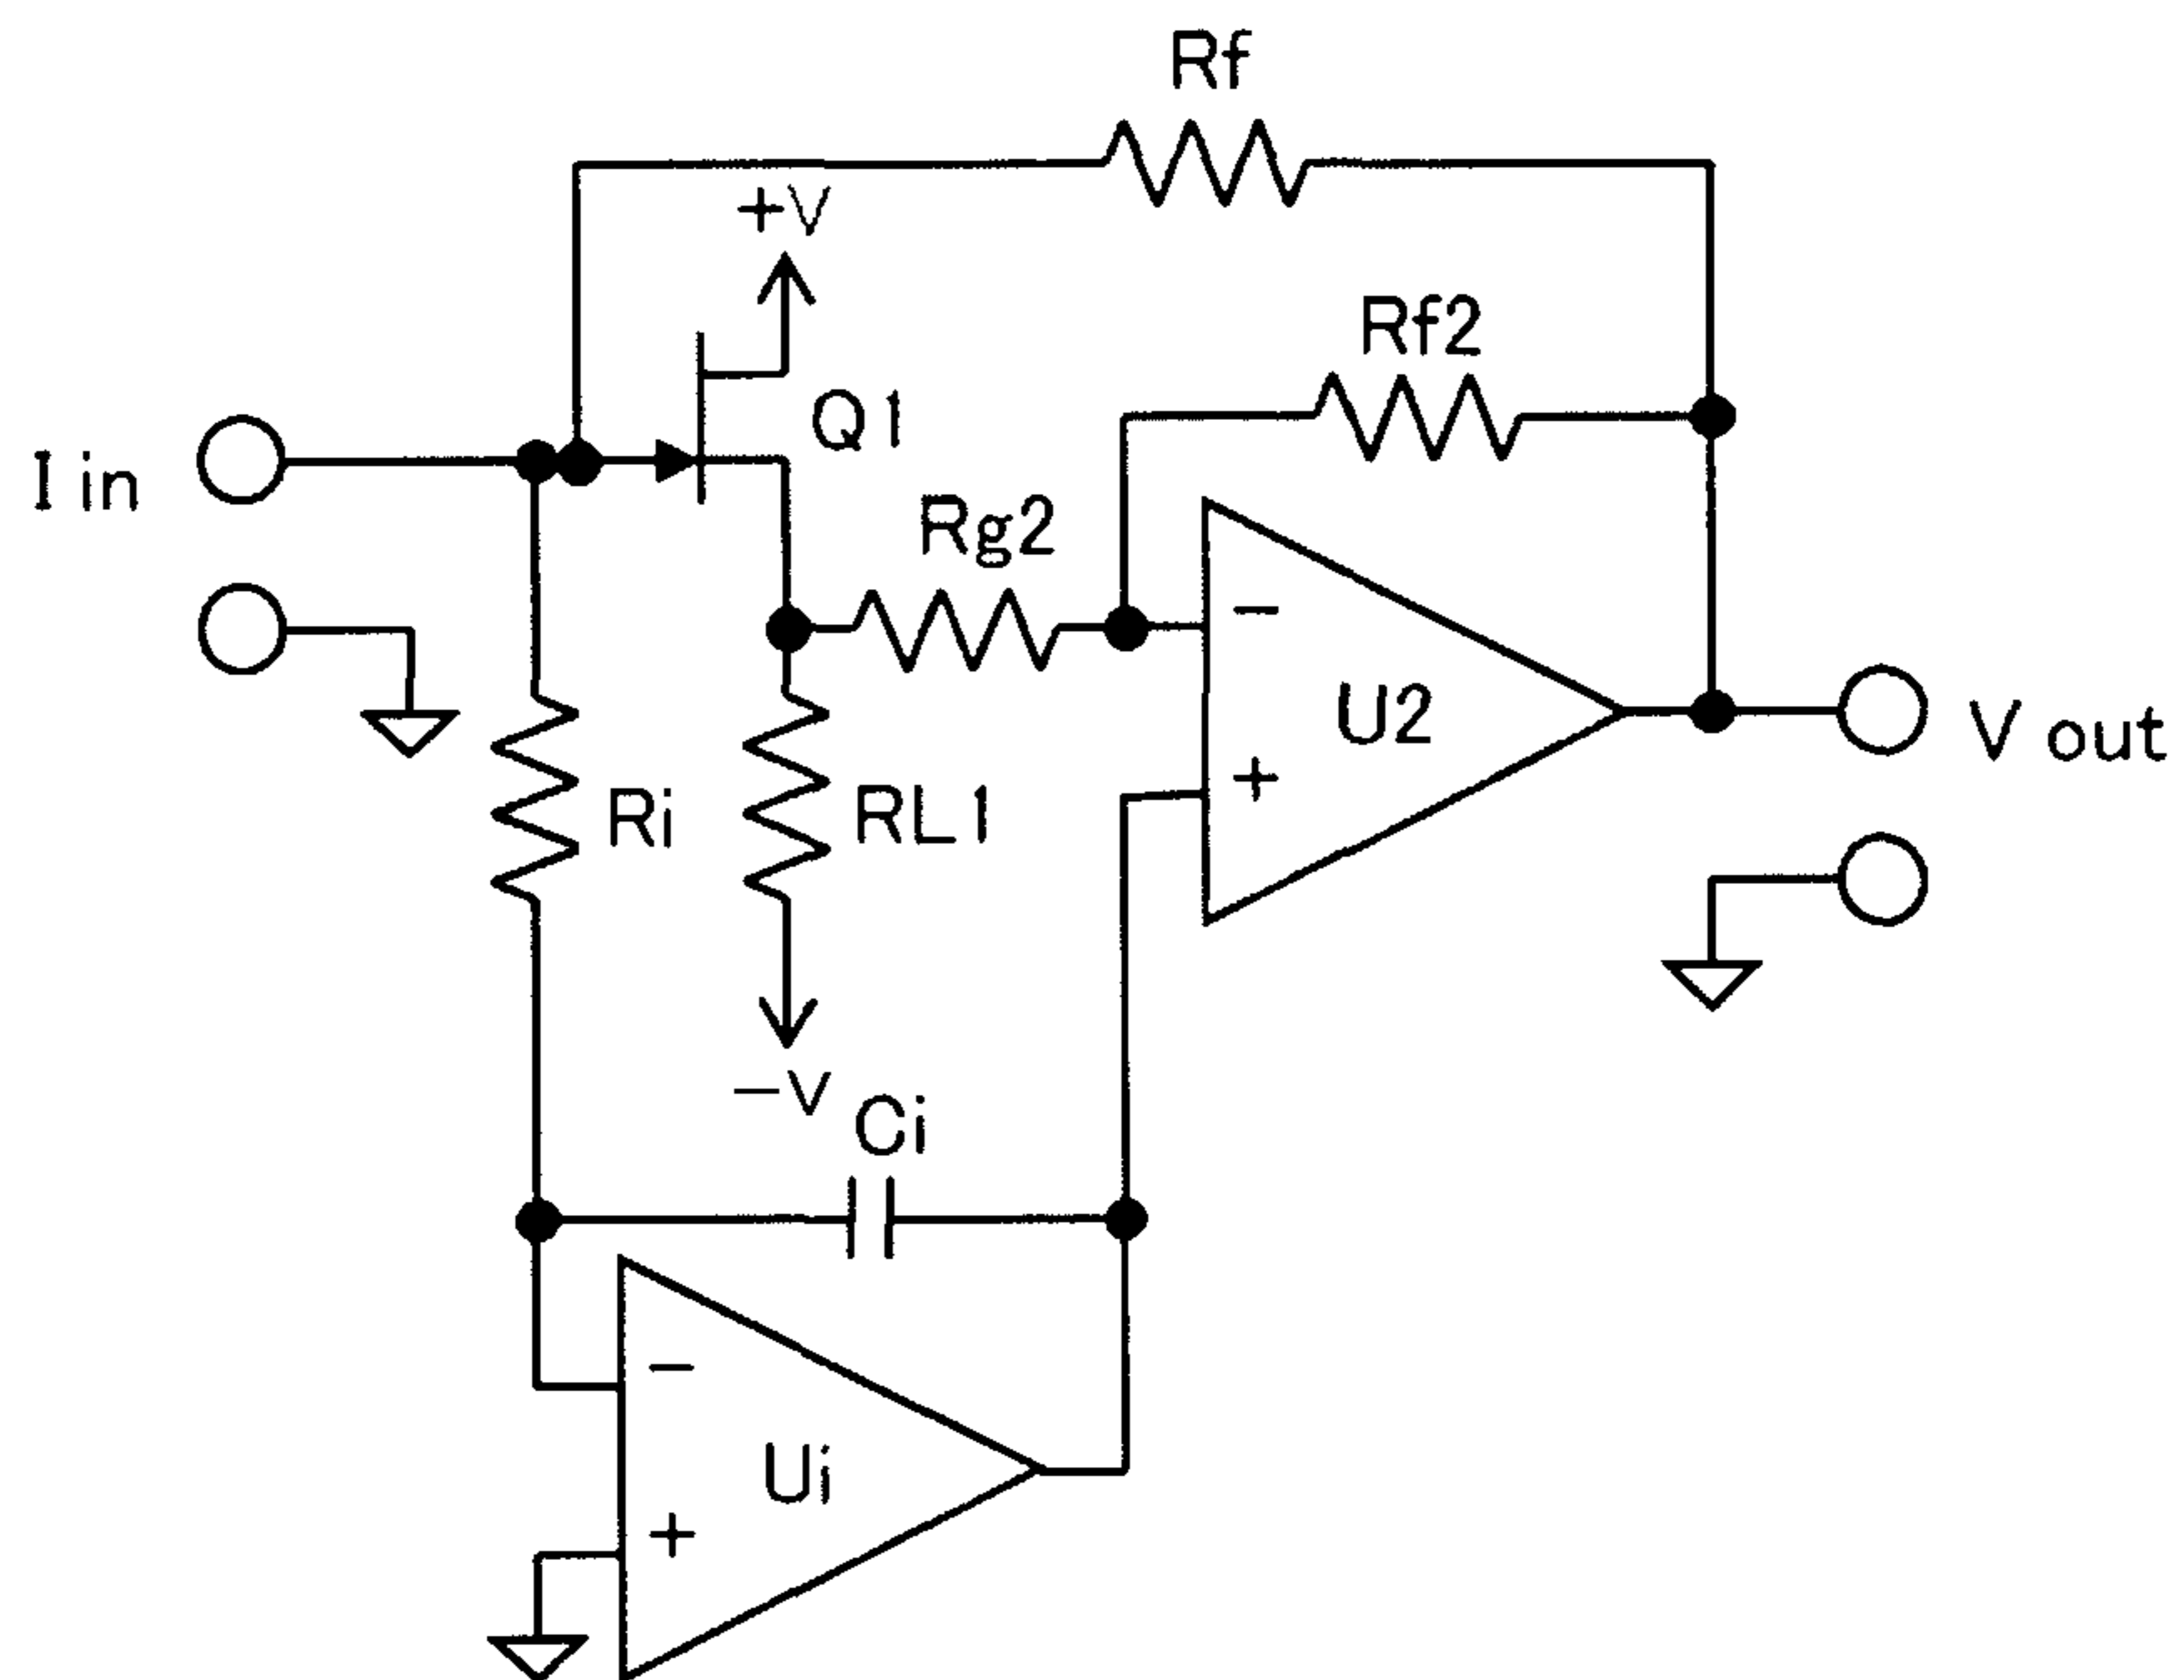 Rf
+V
Rf2
Q1
I in
Rg2
−
U2
V out
+
Ri
RL1
−V
Ci
−
Ui
+